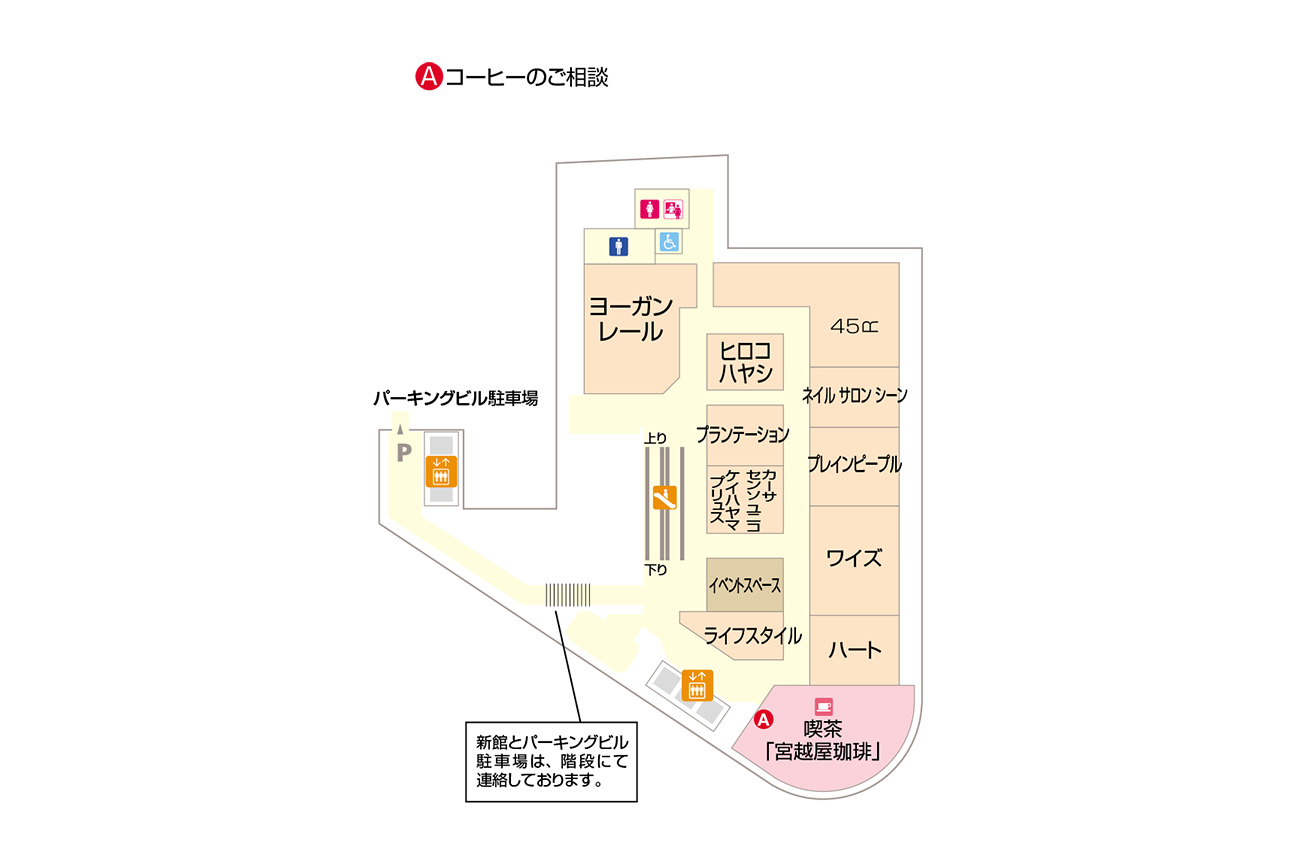 Aコーヒーのご相談
ヨーガン
レール
45R
ヒロコ
ハヤシ
パーキングビル駐車場
P
ネイル サロン シーン
上り
プランテーション
プレインピープル
カーサ
センソユニコ
ケイハヤマ
プリュス
下り
イベントスペース
ワイズ
ライフスタイル
ハート
A
喫茶
「宮越屋珈琲」
新館とパーキングビル
駐車場は、階段にて
連絡しております。